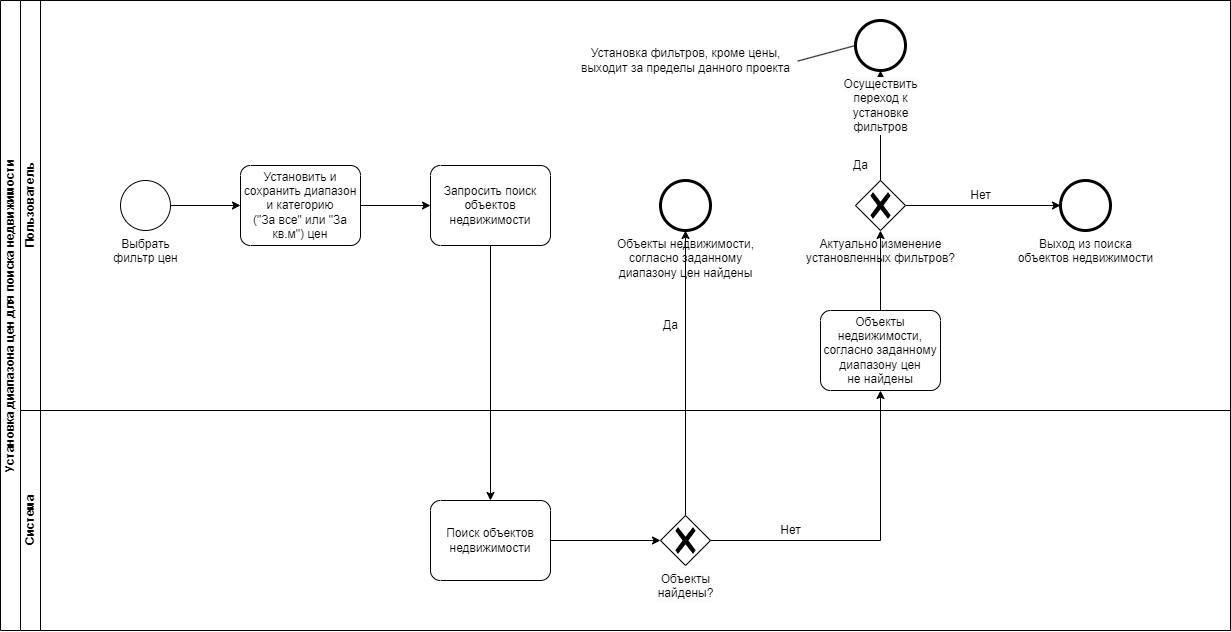 Установка диапазона цен для поиска недвижимости
Пользователь
Система
Выбрать
фильтр цен
Установить и
сохранить диапазон
и категорию
("За все" или "За
кв.м") цен
Запросить поиск
объектов
недвижимости
Установка фильтров, кроме цены,
выходит за пределы данного проекта
Осуществить
переход к
установке
фильтров
Да
Нет
Объекты недвижимости,
согласно заданному
диапазону цен найдены
Актуально изменение
установленных фильтров?
Выход из поиска
объектов недвижимости
Да
Объекты
недвижимости,
согласно заданному
диапазону цен
не найдены
Поиск объектов
недвижимости
Нет
Объекты
найдены?